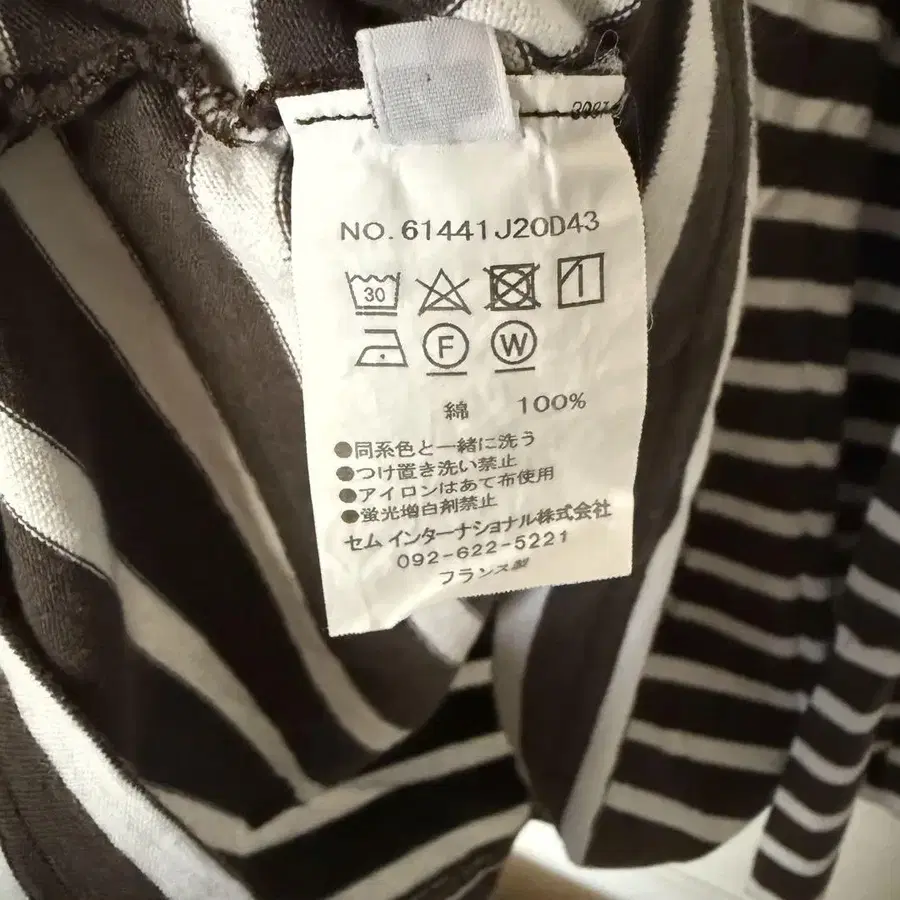 NO.61441J20D43
30
F W
綿 100%
●同系色と一緒に洗う
●つけ置き洗い禁止
●アイロンはあて布使用
●蛍光増白剤禁止
セム インターナショナル株式会社
092-622-5221
フランス製